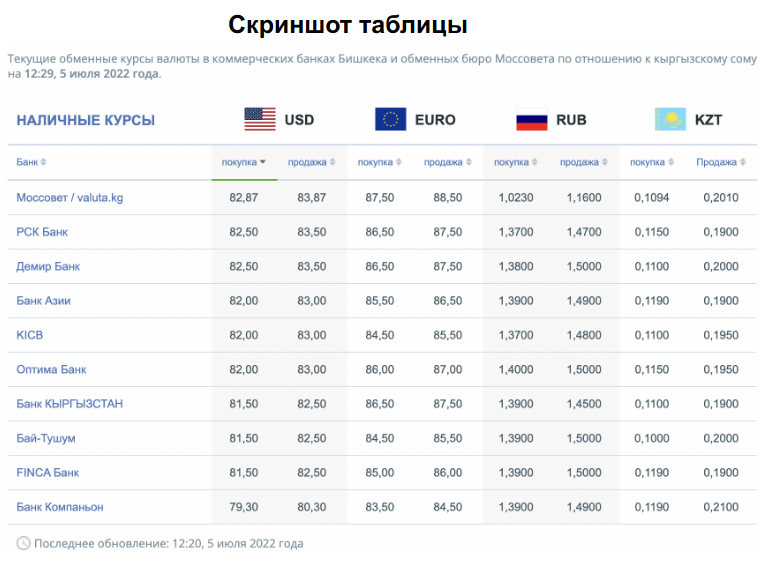 Скриншот таблицы
Текущие обменные курсы валюты в коммерческих банках Бишкека и обменных бюро Моссовета по отношению к кыргызскому сому
на 12:29, 5 июля 2022 года.
НАЛИЧНЫЕ КУРСЫ USD EURO RUB KZT
Банк покупка продажа покупка продажа покупка продажа покупка Продажа
Моссовет / valuta.kg 82,87 83,87 87,50 88,50 1,0230 1,1600 0,1094 0,2010
РСК Банк 82,50 83,50 86,50 87,50 1,3700 1,4700 0,1150 0,1900
Демир Банк 82,50 83,50 86,50 87,50 1,3800 1,5000 0,1100 0,2000
Банк Азии 82,00 83,00 85,50 86,50 1,3900 1,4900 0,1190 0,1900
KICB 82,00 83,00 84,50 85,50 1,3700 1,4800 0,1100 0,1950
Оптима Банк 82,00 83,00 86,00 87,00 1,4000 1,5000 0,1150 0,1950
Банк КЫРГЫЗСТАН 81,50 82,50 86,50 87,50 1,3900 1,4500 0,1100 0,1900
Бай-Тушум 81,50 82,50 84,50 85,50 1,3900 1,5000 0,1000 0,2000
FINCA Банк 81,50 82,50 85,00 86,00 1,3900 1,5000 0,1190 0,1900
Банк Компаньон 79,30 80,30 83,50 84,50 1,3900 1,4900 0,1190 0,2100
Последнее обновление: 12:20, 5 июля 2022 года